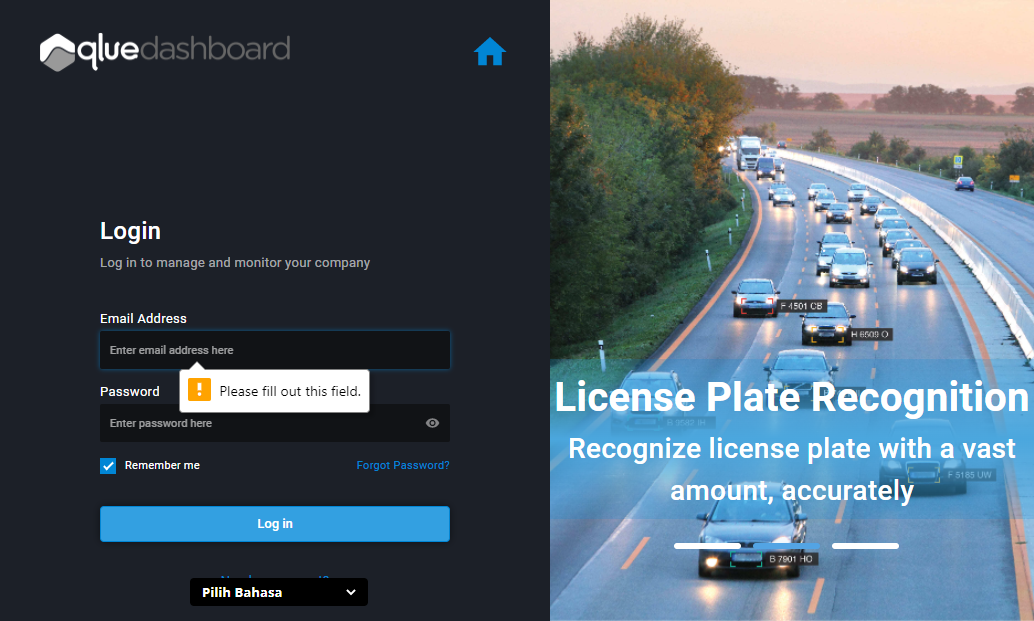 qluedashboard
Login
Log in to manage and monitor your company
Email Address
Enter email address here
Please fill out this field.
Password
Enter password here
Remember me
Forgot Password?
Log in
Pilih Bahasa
F 4501 CB
H 6509 O
License Plate Recognition
Recognize license plate with a vast
F 5185 UW
amount, accurately
B 7901 HO